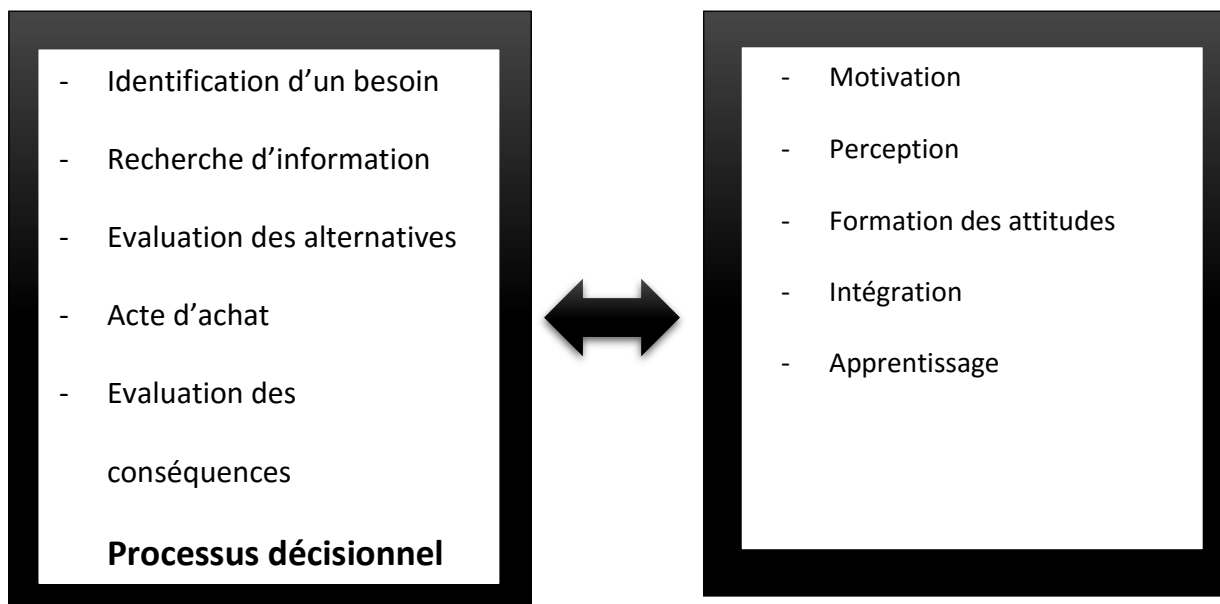 - Identification d’un besoin
- Recherche d’information
- Evaluation des alternatives
- Acte d’achat
- Evaluation des
conséquences
Processus décisionnel
- Motivation
- Perception
- Formation des attitudes
- Intégration
- Apprentissage